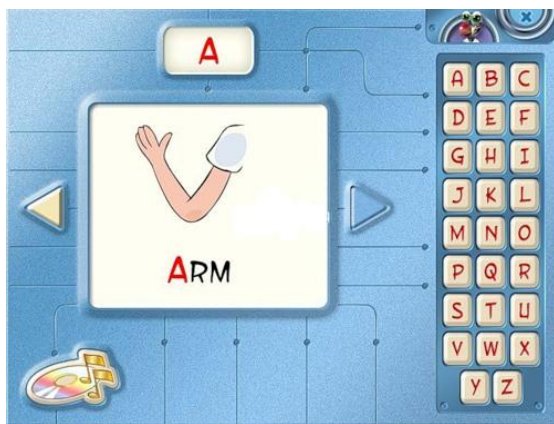 A
ARM
A B C
D E F
G H I
J K L
M N O
P Q R
S T U
V W X
Y Z